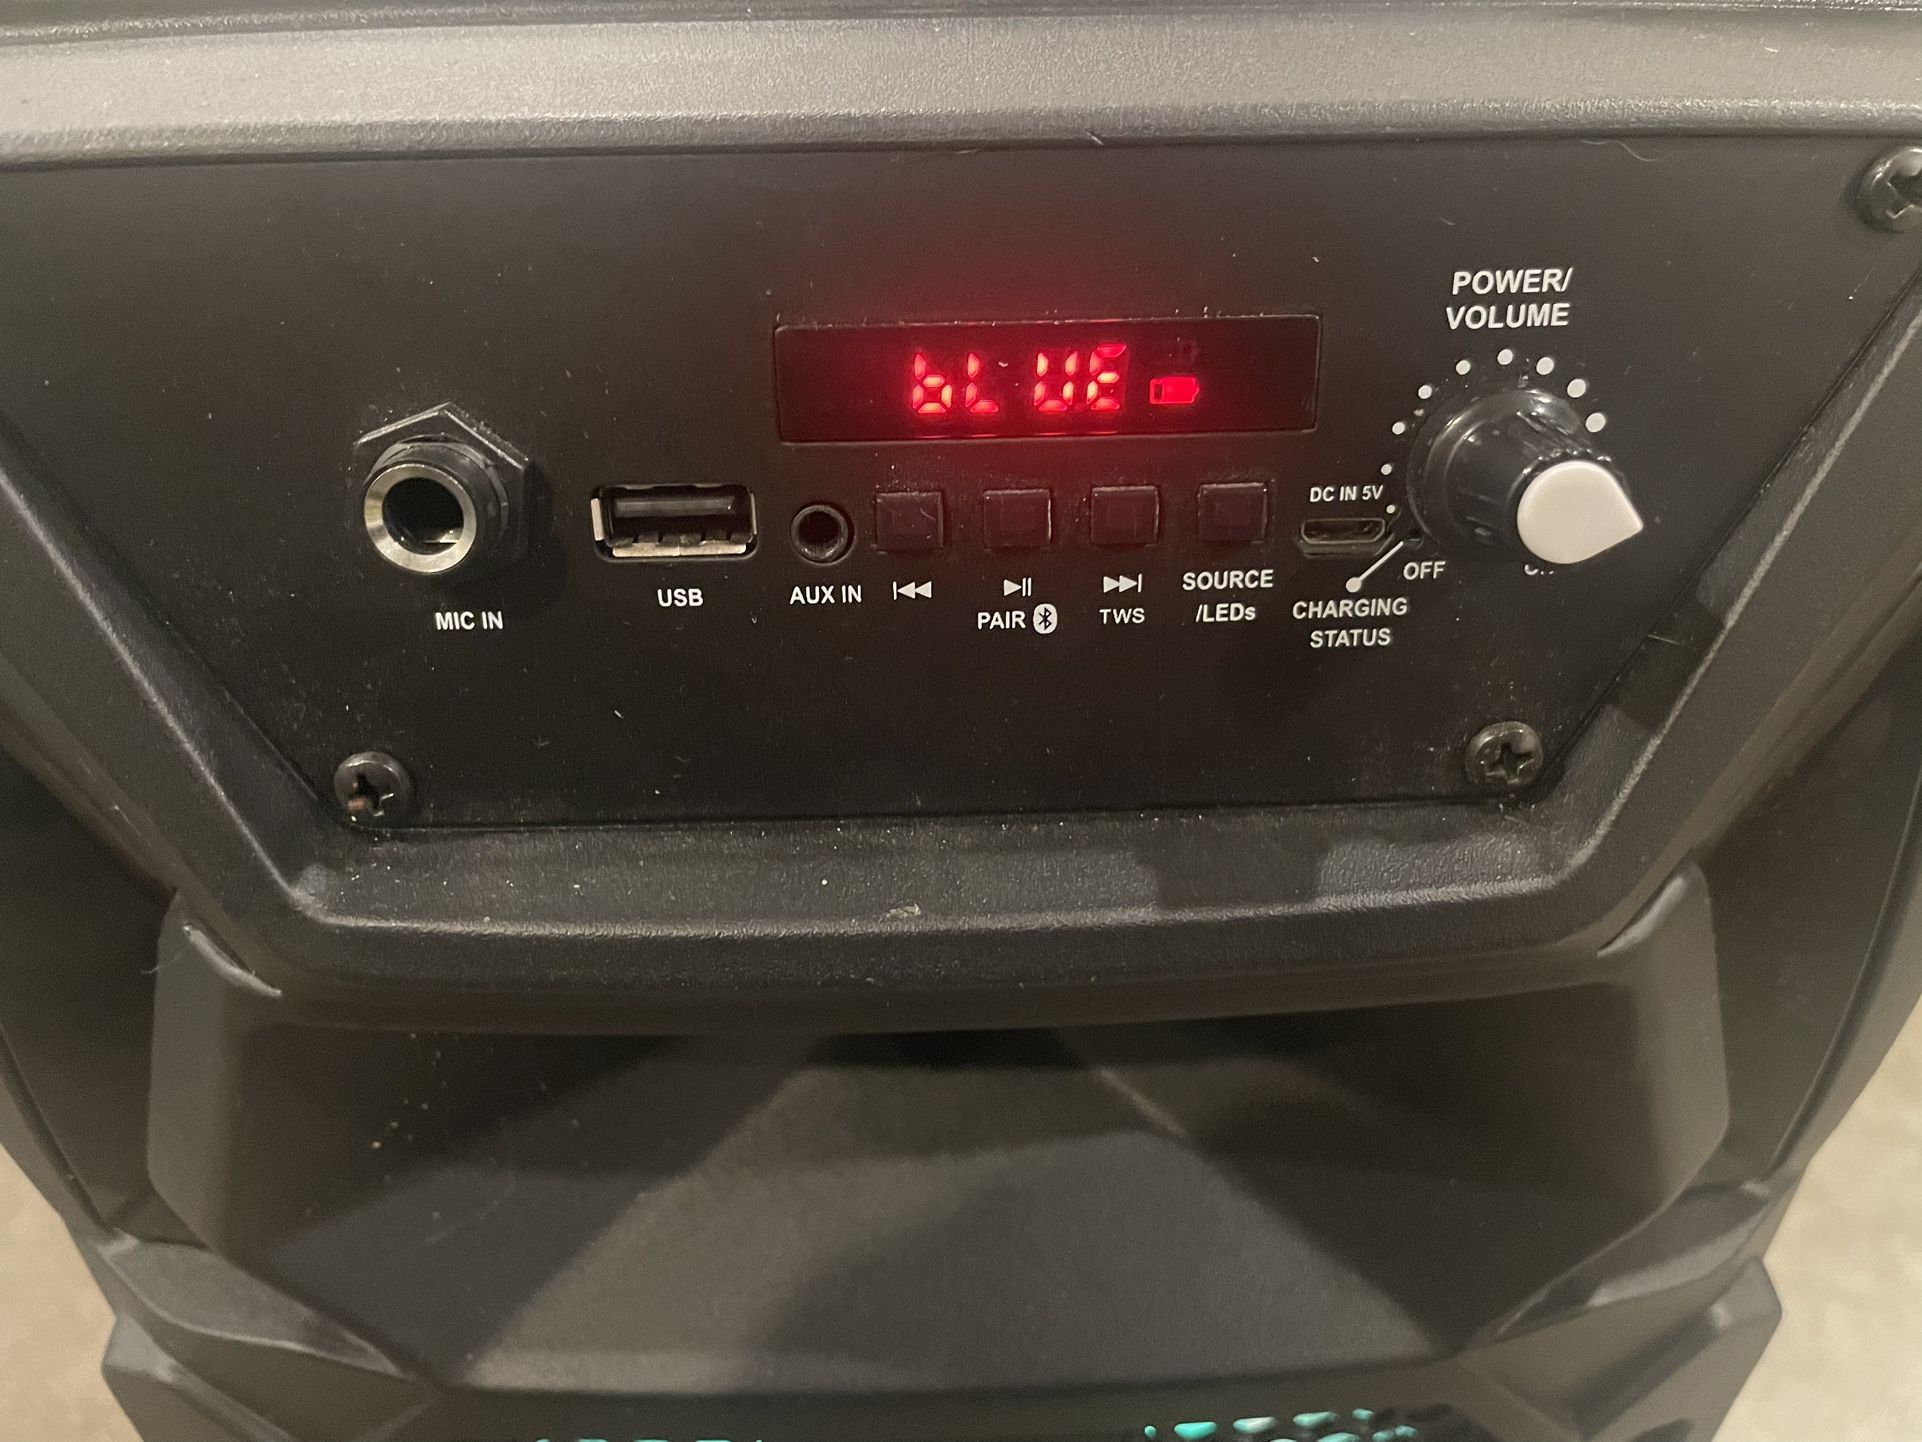 bLUE
POWER/
VOLUME
DC IN 5V
OFF
MIC IN
USB
AUX IN
PAIR
TWS
SOURCE
/LEDs
CHARGING
STATUS